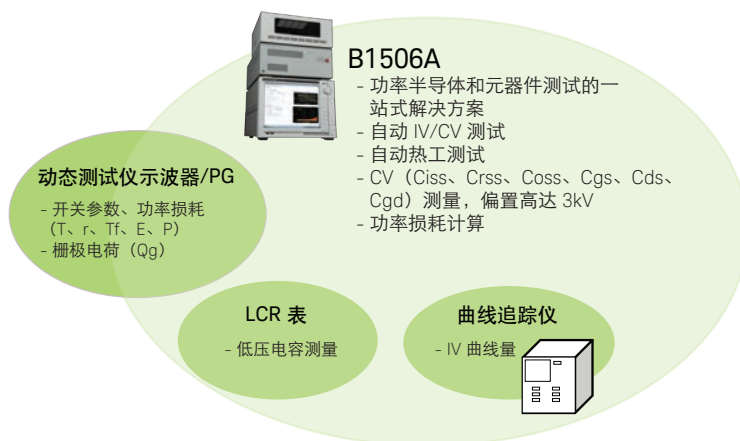 B1506A
- 功率半导体和元器件测试的一
站式解决方案
- 自动 IV/CV 测试
- 自动热工测试
- CV（Ciss、Crss、Coss、Cgs、Cds、
Cgd）测量，偏置高达 3kV
- 功率损耗计算
动态测试仪示波器/PG
- 开关参数、功率损耗
（T、r、Tf、E、P）
- 栅极电荷（Qg）
LCR 表
- 低压电容测量
曲线追踪仪
- IV 曲线量